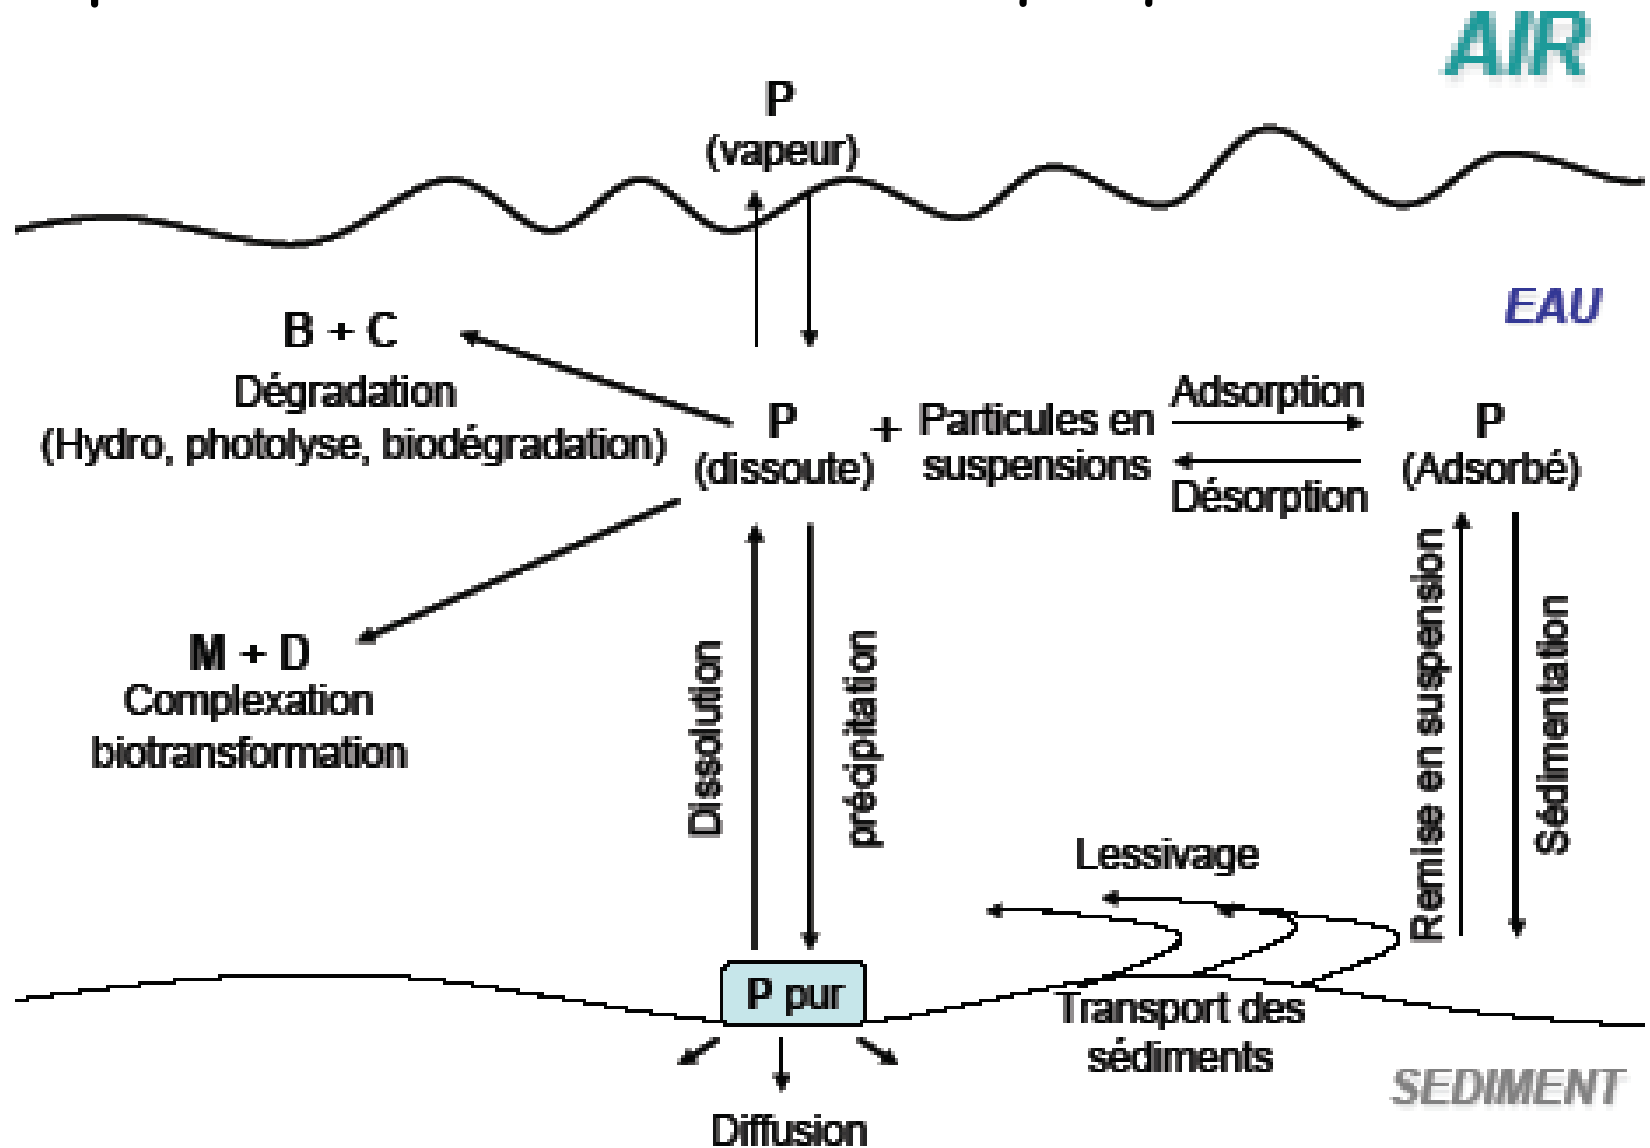 AIR
P
(vapeur)
EAU
B + C
Dégradation
(Hydro, photolyse, biodégradation)
P
(dissoute)
+
Particules en
suspensions
Adsorption
Désorption
P
(Adsorbé)
M + D
Complexation
biotransformation
Dissolution
précipitation
Remise en suspension
Sédimentation
Lessivage
P pur
Transport des
sédiments
SEDIMENT
Diffusion